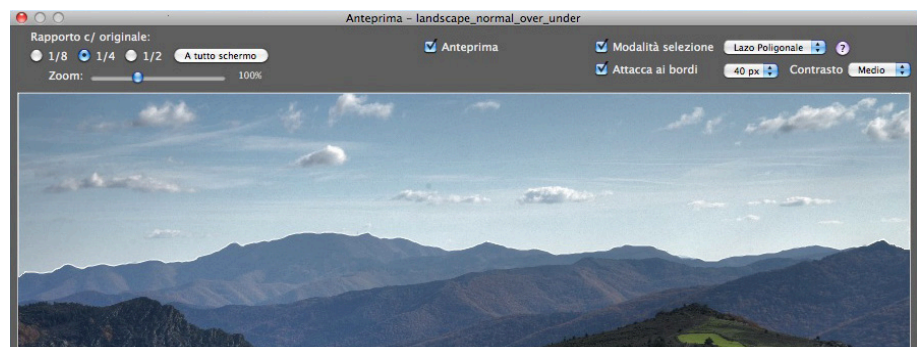 Anteprima – landscape_normal_over_under
Rapporto c/ originale:
1/8 1/4 1/2 A tutto schermo
Zoom: 100%
Anteprima
Modalità selezione Lazo Poligonale ?
Attacca ai bordi 40 px Contrasto Medio